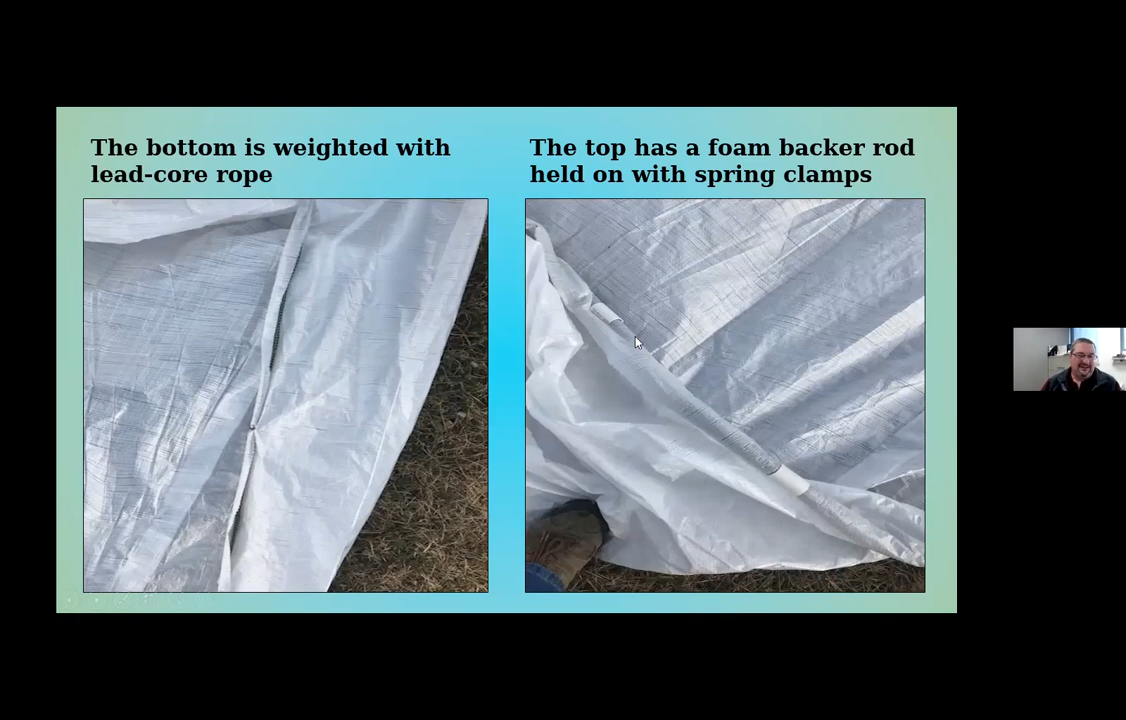 The bottom is weighted with
lead-core rope
The top has a foam backer rod
held on with spring clamps